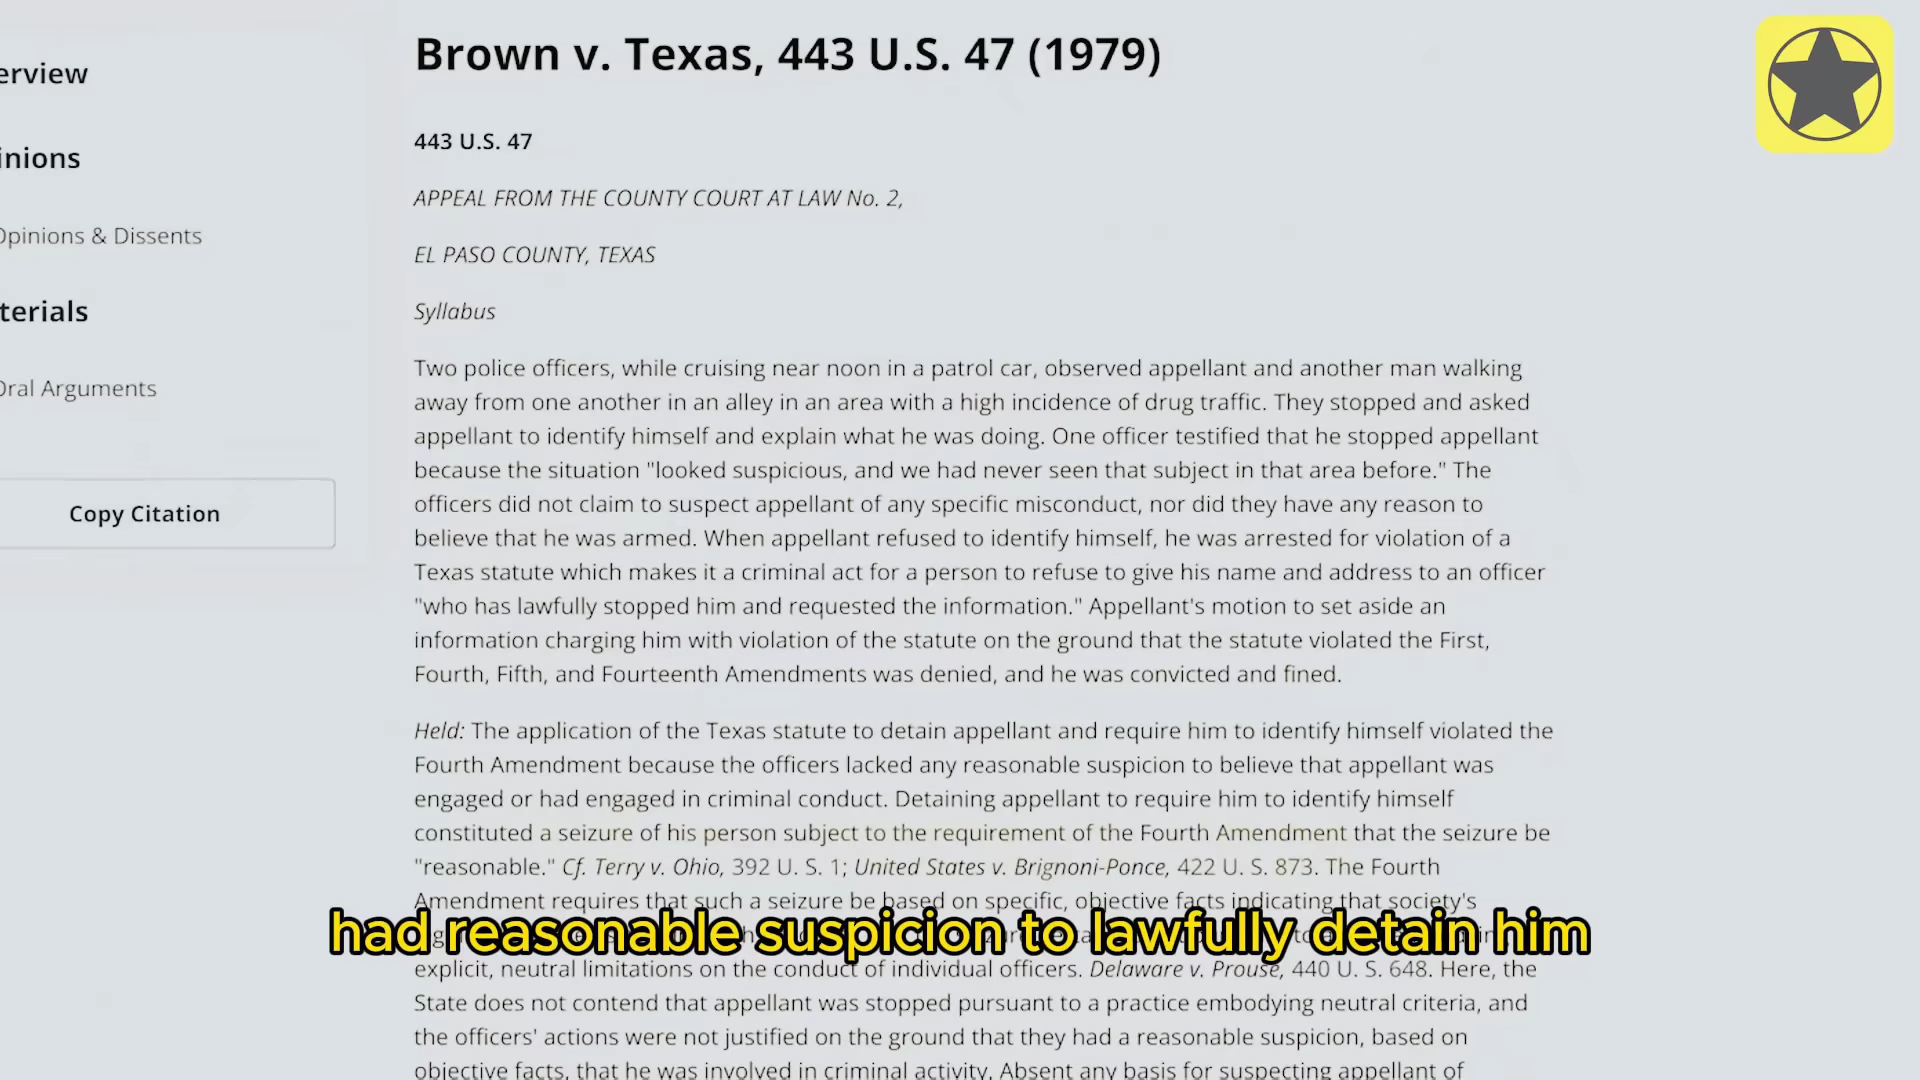 Brown v. Texas, 443 U.S. 47 (1979)
erview
443 U.S. 47
inions
APPEAL FROM THE COUNTY COURT AT LAW No. 2,
Opinions & Dissents
EL PASO COUNTY, TEXAS
terials
Syllabus
Two police officers, while cruising near noon in a patrol car, observed appellant and another man walking
away from one another in an alley in an area with a high incidence of drug traffic. They stopped and asked
Oral Arguments
appellant to identify himself and explain what he was doing. One officer testified that he stopped appellant
because the situation "looked suspicious, and we had never seen that subject in that area before." The
officers did not claim to suspect appellant of any specific misconduct, nor did they have any reason to
Copy Citation
believe that he was armed. When appellant refused to identify himself, he was arrested for violation of a
Texas statute which makes it a criminal act for a person to refuse to give his name and address to an officer
"who has lawfully stopped him and requested the information." Appellant's motion to set aside an
information charging him with violation of the statute on the ground that the statute violated the First,
Fourth, Fifth, and Fourteenth Amendments was denied, and he was convicted and fined.
Held: The application of the Texas statute to detain appellant and require him to identify himself violated the
Fourth Amendment because the officers lacked any reasonable suspicion to believe that appellant was
engaged or had engaged in criminal conduct. Detaining appellant to require him to identify himself
constituted a seizure of his person subject to the requirement of the Fourth Amendment that the seizure be
"reasonable." Cf. Terry v. Ohio, 392 U. S. 1; United States v. Brignoni-Ponce, 422 U. S. 873. The Fourth
Amendment requires that such a seizure be based on specific, objective facts indicating that society's
had reasonable suspicion to lawfully detain him
explicit, neutral limitations on the conduct of individual officers. Delaware v. Prouse, 440 U. S. 648. Here, the
State does not contend that appellant was stopped pursuant to a practice embodying neutral criteria, and
the officers' actions were not justified on the ground that they had a reasonable suspicion, based on
objective facts, that he was involved in criminal activity. Absent any basis for suspecting appellant of